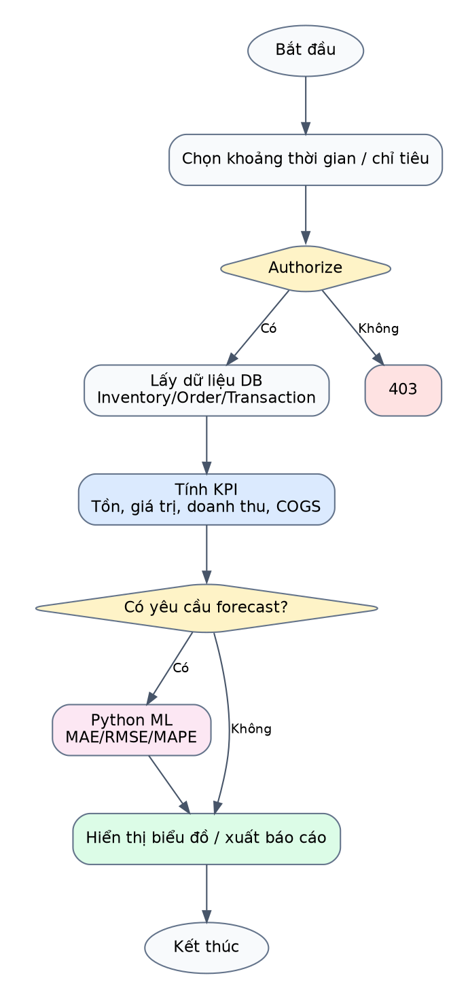 Bắt đầu
Chọn khoảng thời gian / chỉ tiêu
Authorize
Có
Không
Lấy dữ liệu DB
Inventory/Order/Transaction
403
Tính KPI
Tồn, giá trị, doanh thu, COGS
Có yêu cầu forecast?
Có
Python ML
MAE/RMSE/MAPE
Không
Hiển thị biểu đồ / xuất báo cáo
Kết thúc